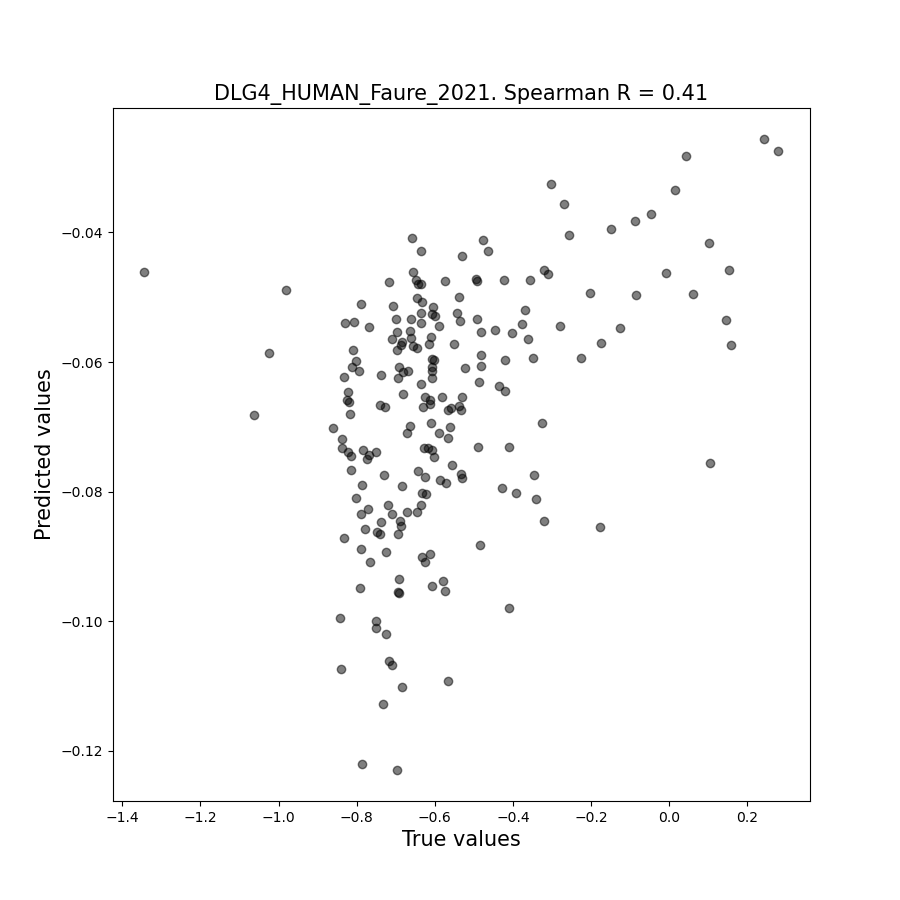 DLG4_HUMAN_Faure_2021. Spearman R = 0.41
Predicted values
−0.04
−0.06
−0.08
−0.10
−0.12
−1.4 −1.2 −1.0 −0.8 −0.6 −0.4 −0.2 0.0 0.2
True values